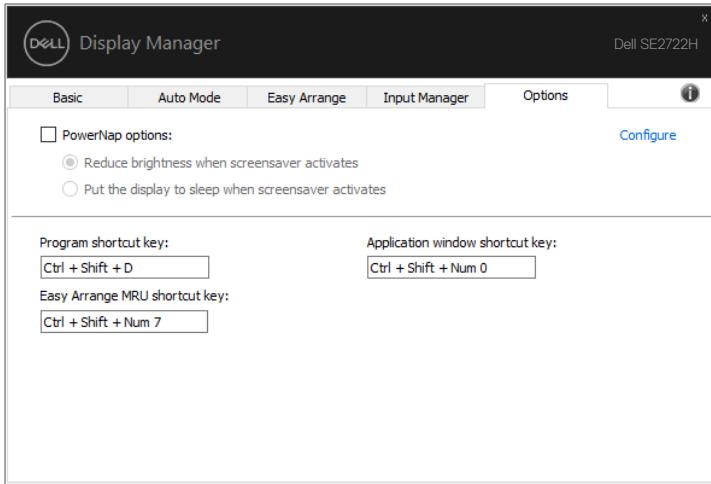 x
DELL Display Manager Dell SE2722H
Basic Auto Mode Easy Arrange Input Manager Options i
PowerNap options: Configure
Reduce brightness when screensaver activates
Put the display to sleep when screensaver activates
Program shortcut key: Application window shortcut key:
Ctrl + Shift + D Ctrl + Shift + Num 0
Easy Arrange MRU shortcut key:
Ctrl + Shift + Num 7